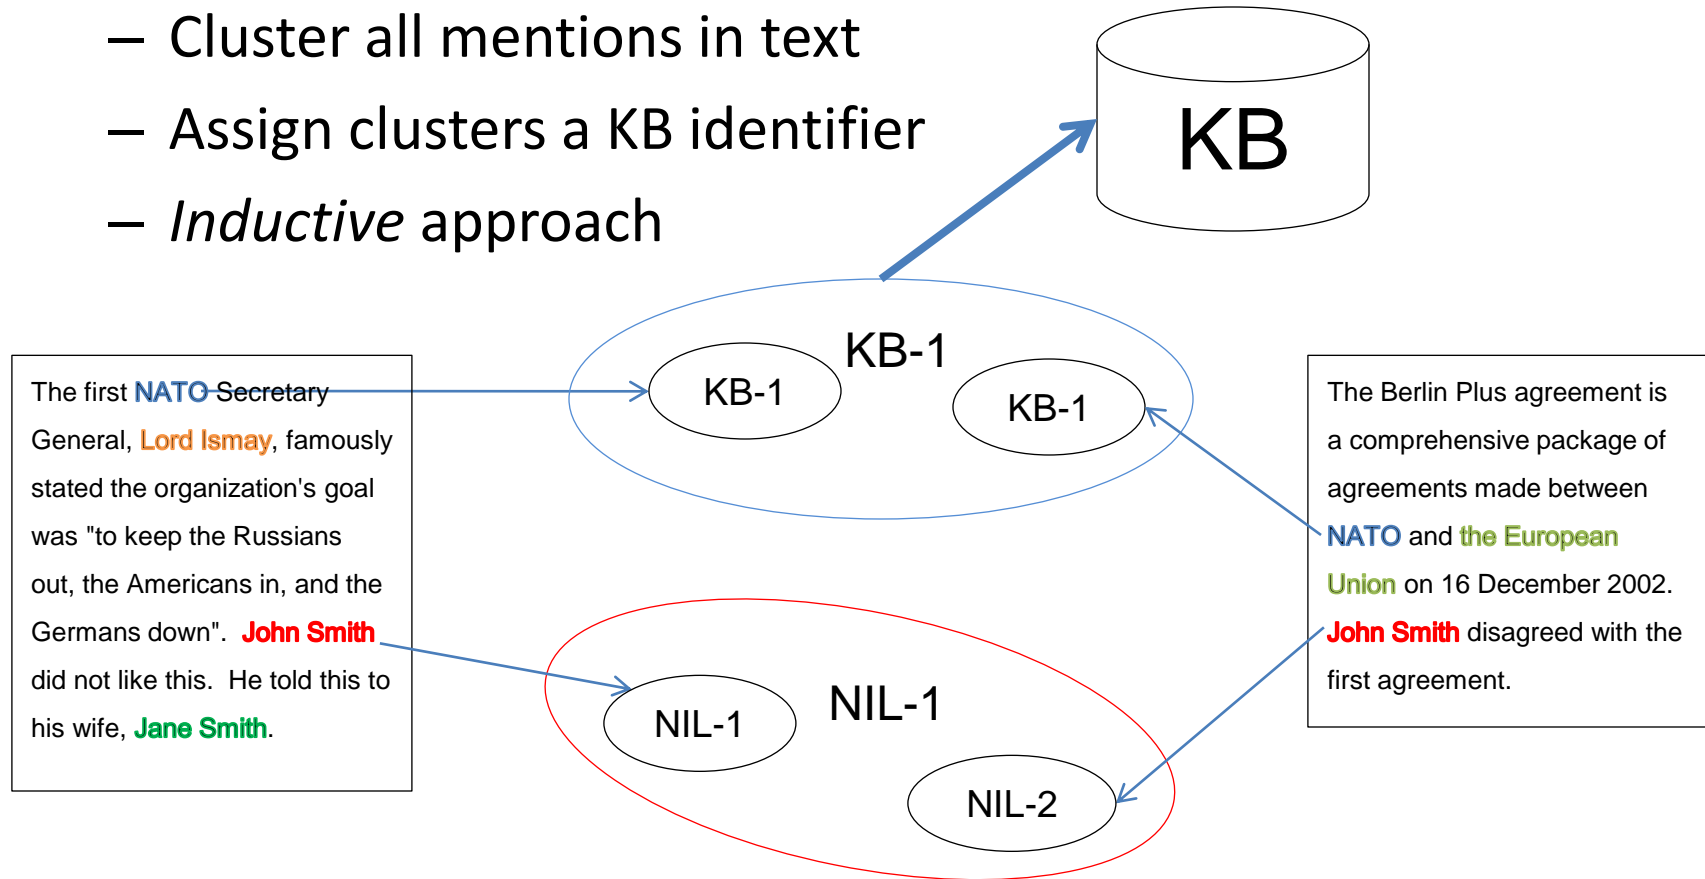 – Cluster all mentions in text
– Assign clusters a KB identifier
– Inductive approach
KB
KB-1
KB-1
KB-1
The first NATO Secretary
General, Lord Ismay, famously
stated the organization's goal
was "to keep the Russians
out, the Americans in, and the
Germans down".  John Smith
did not like this.  He told this to
his wife, Jane Smith.
The Berlin Plus agreement is
a comprehensive package of
agreements made between
NATO and the European
Union on 16 December 2002.
John Smith disagreed with the
first agreement.
NIL-1
NIL-1
NIL-2